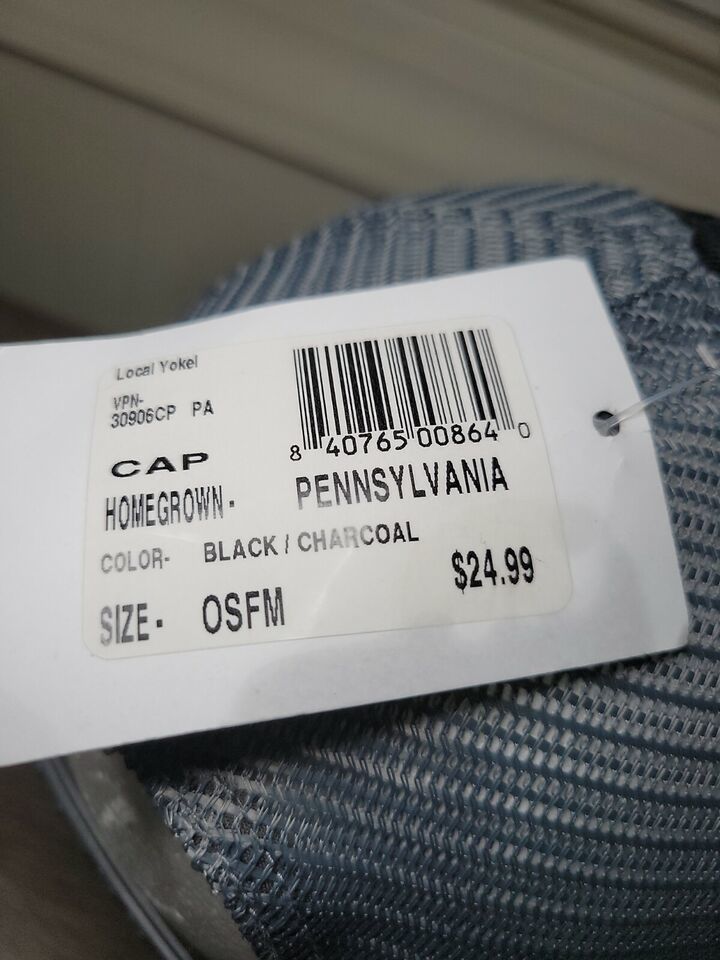 Local Yokel
VPN-
30906CP PA
8 40765 00864 0
CAP
HOMEGROWN- PENNSYLVANIA
COLOR- BLACK / CHARCOAL
$24.99
SIZE- OSFM